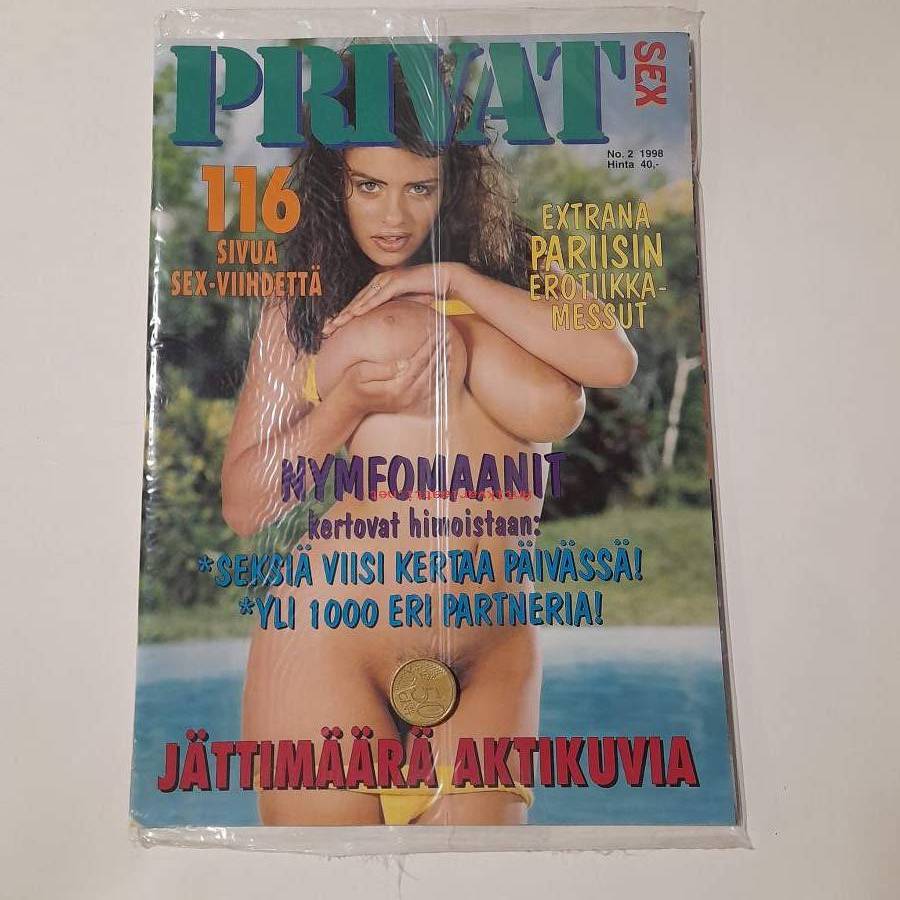 PRIVAT
SEX
No. 2 1998
Hinta 40,-
116
SIVUA
SEX-VIIHDETTÄ
EXTRANA
PARIISIN
EROTIIKKA-
MESSUT
NYMFOMAANIT
kertovat himoistaan:
*SEKSIÄ VIISI KERTAA PÄIVÄSSÄ!
*YLI 1000 ERI PARTNERIA!
50
JÄTTIMÄÄRÄ AKTIKUVIA